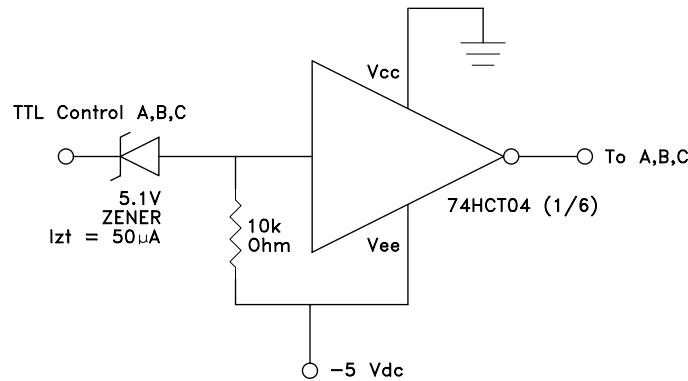 Vcc
TTL Control A,B,C
To A,B,C
5.1V
ZENER
Izt = 50µA
10k
Ohm
74HCT04 (1/6)
Vee
-5 Vdc